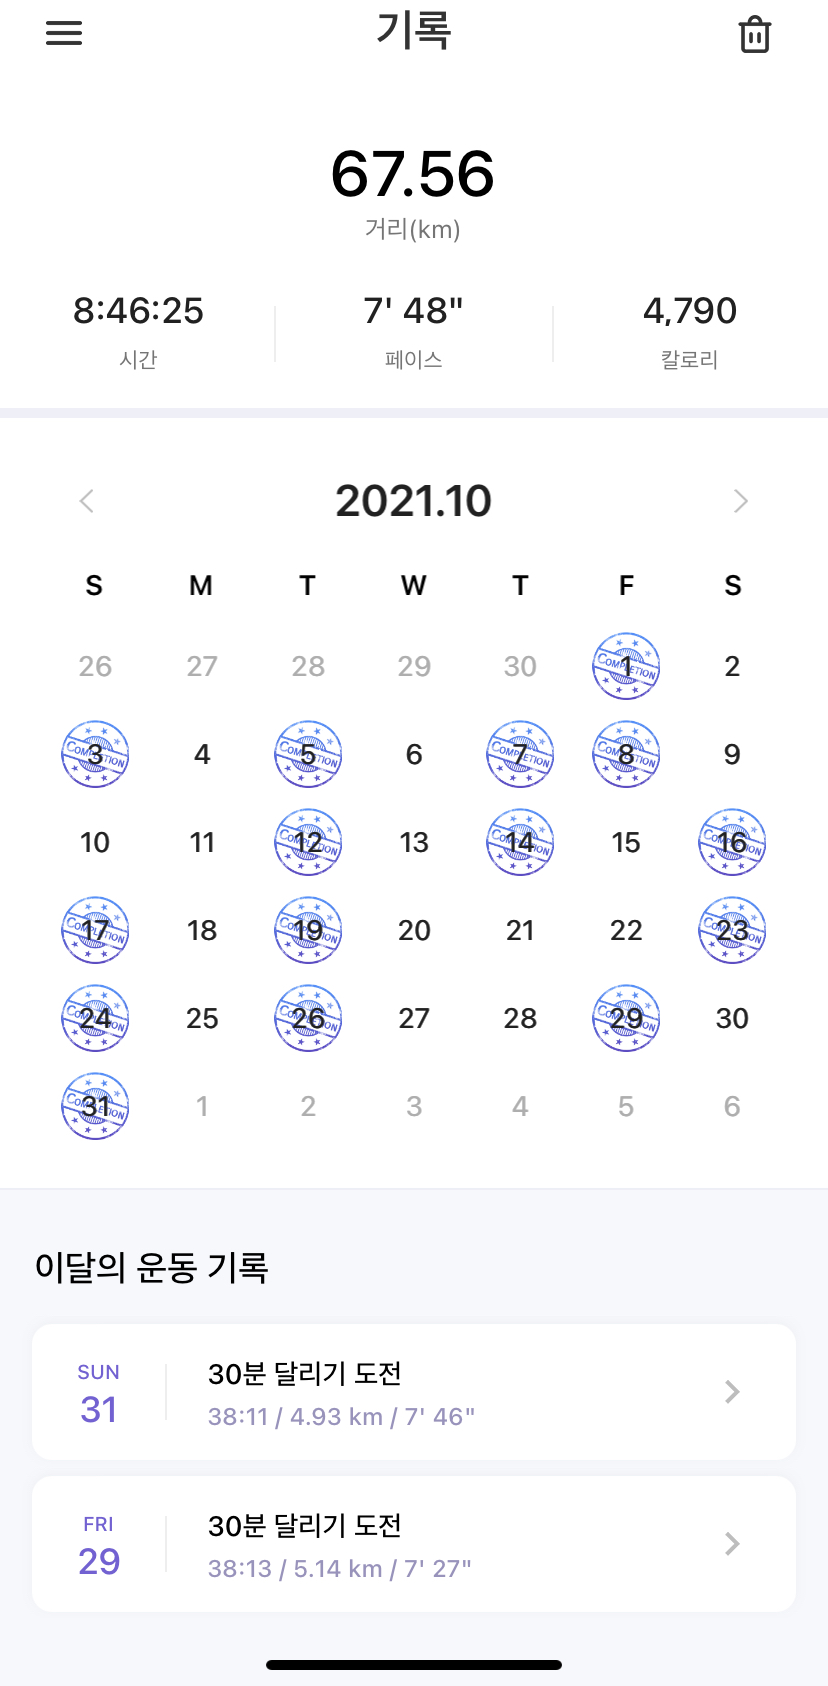 기록
67.56
거리(km)
8:46:25 7' 48" 4,790
시간 페이스 칼로리
2021.10
S M T W T F S
26 27 28 29 30 1 2
3 4 5 6 7 8 9
10 11 12 13 14 15 16
17 18 19 20 21 22 23
24 25 26 27 28 29 30
31 1 2 3 4 5 6
이달의 운동 기록
SUN
31
30분 달리기 도전
38:11 / 4.93 km / 7' 46"
FRI
29
30분 달리기 도전
38:13 / 5.14 km / 7' 27"